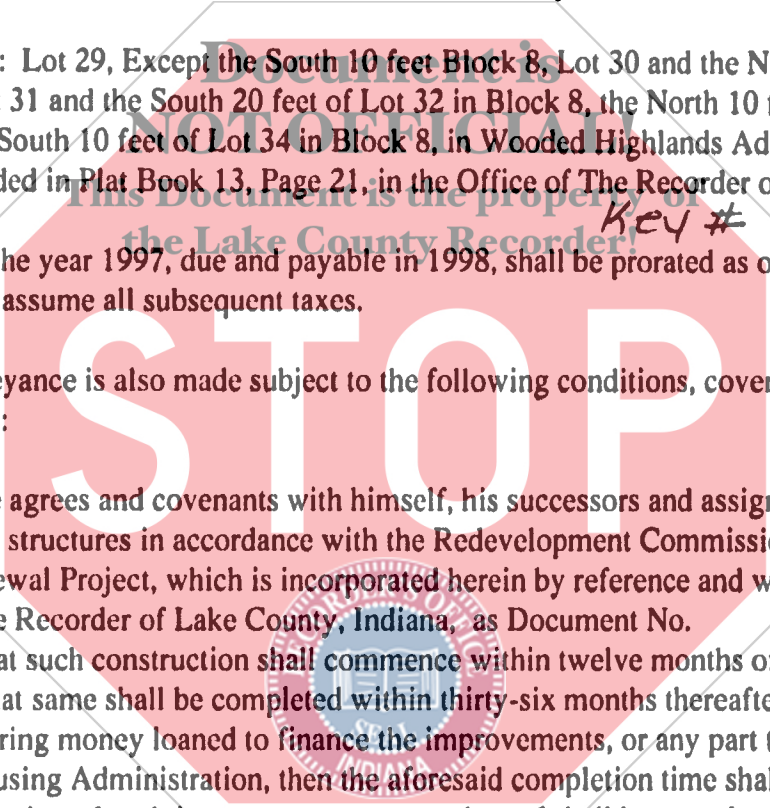 : Lot 29, Except the South 10 feet Block 8, Lot 30 and the N
31 and the South 20 feet of Lot 32 in Block 8, the North 10
South 10 feet of Lot 34 in Block 8, in Wooded Highlands Ad
ded in Plat Book 13, Page 21, in the Office of The Recorder o
Key #
he year 1997, due and payable in 1998, shall be prorated as o
assume all subsequent taxes.
eyance is also made subject to the following conditions, cover
:
e agrees and covenants with himself, his successors and assign
structures in accordance with the Redevelopment Commissi
ewal Project, which is incorporated herein by reference and w
e Recorder of Lake County, Indiana, as Document No.
at such construction shall commence within twelve months o
at same shall be completed within thirty-six months thereafte
ring money loaned to finance the improvements, or any part t
using Administration, then the aforesaid completion time shal
Document is
NOT OFFICIAL!
This Document is the property of
the Lake County Recorder!
STOP
RECORDER'S OFFICE
SEAL
INDIANA